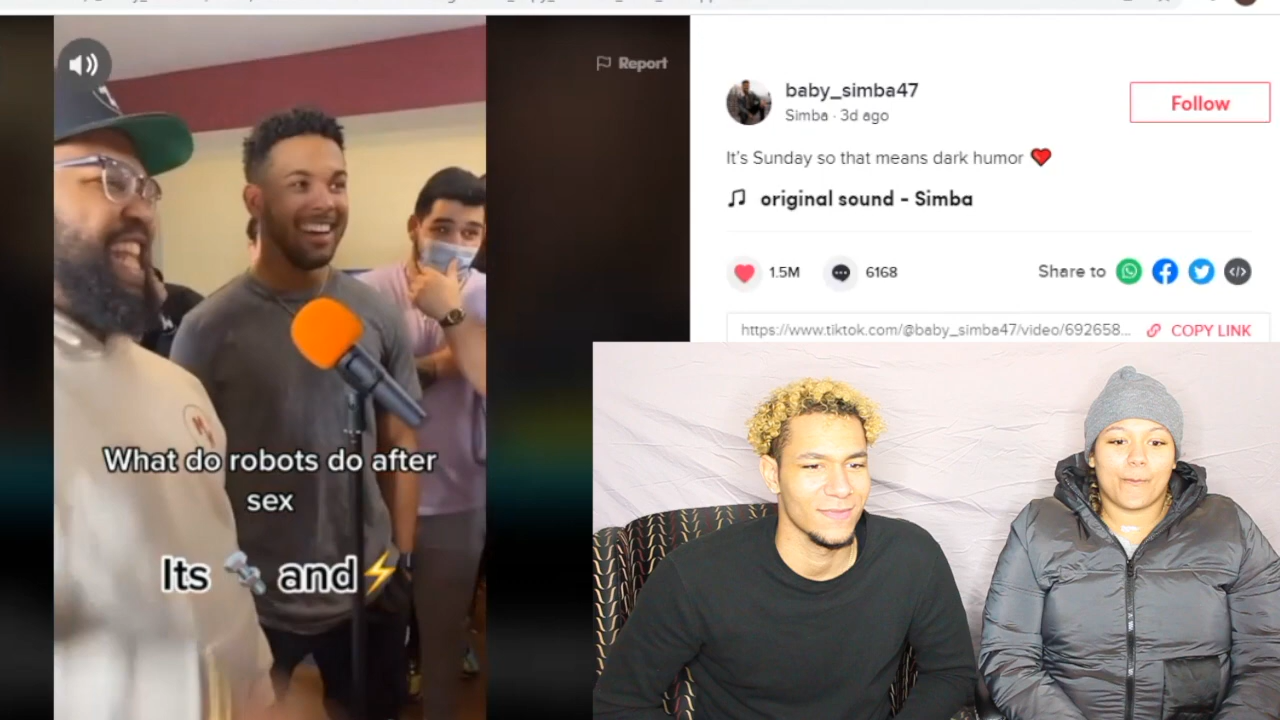 Report
baby_simba47
Simba · 3d ago
Follow
It's Sunday so that means dark humor ❤️
original sound - Simba
1.5M
6168
Share to
https://www.tiktok.com/@baby_simba47/video/692658...
COPY LINK
What do robots do after
sex
Its 🔩 and⚡